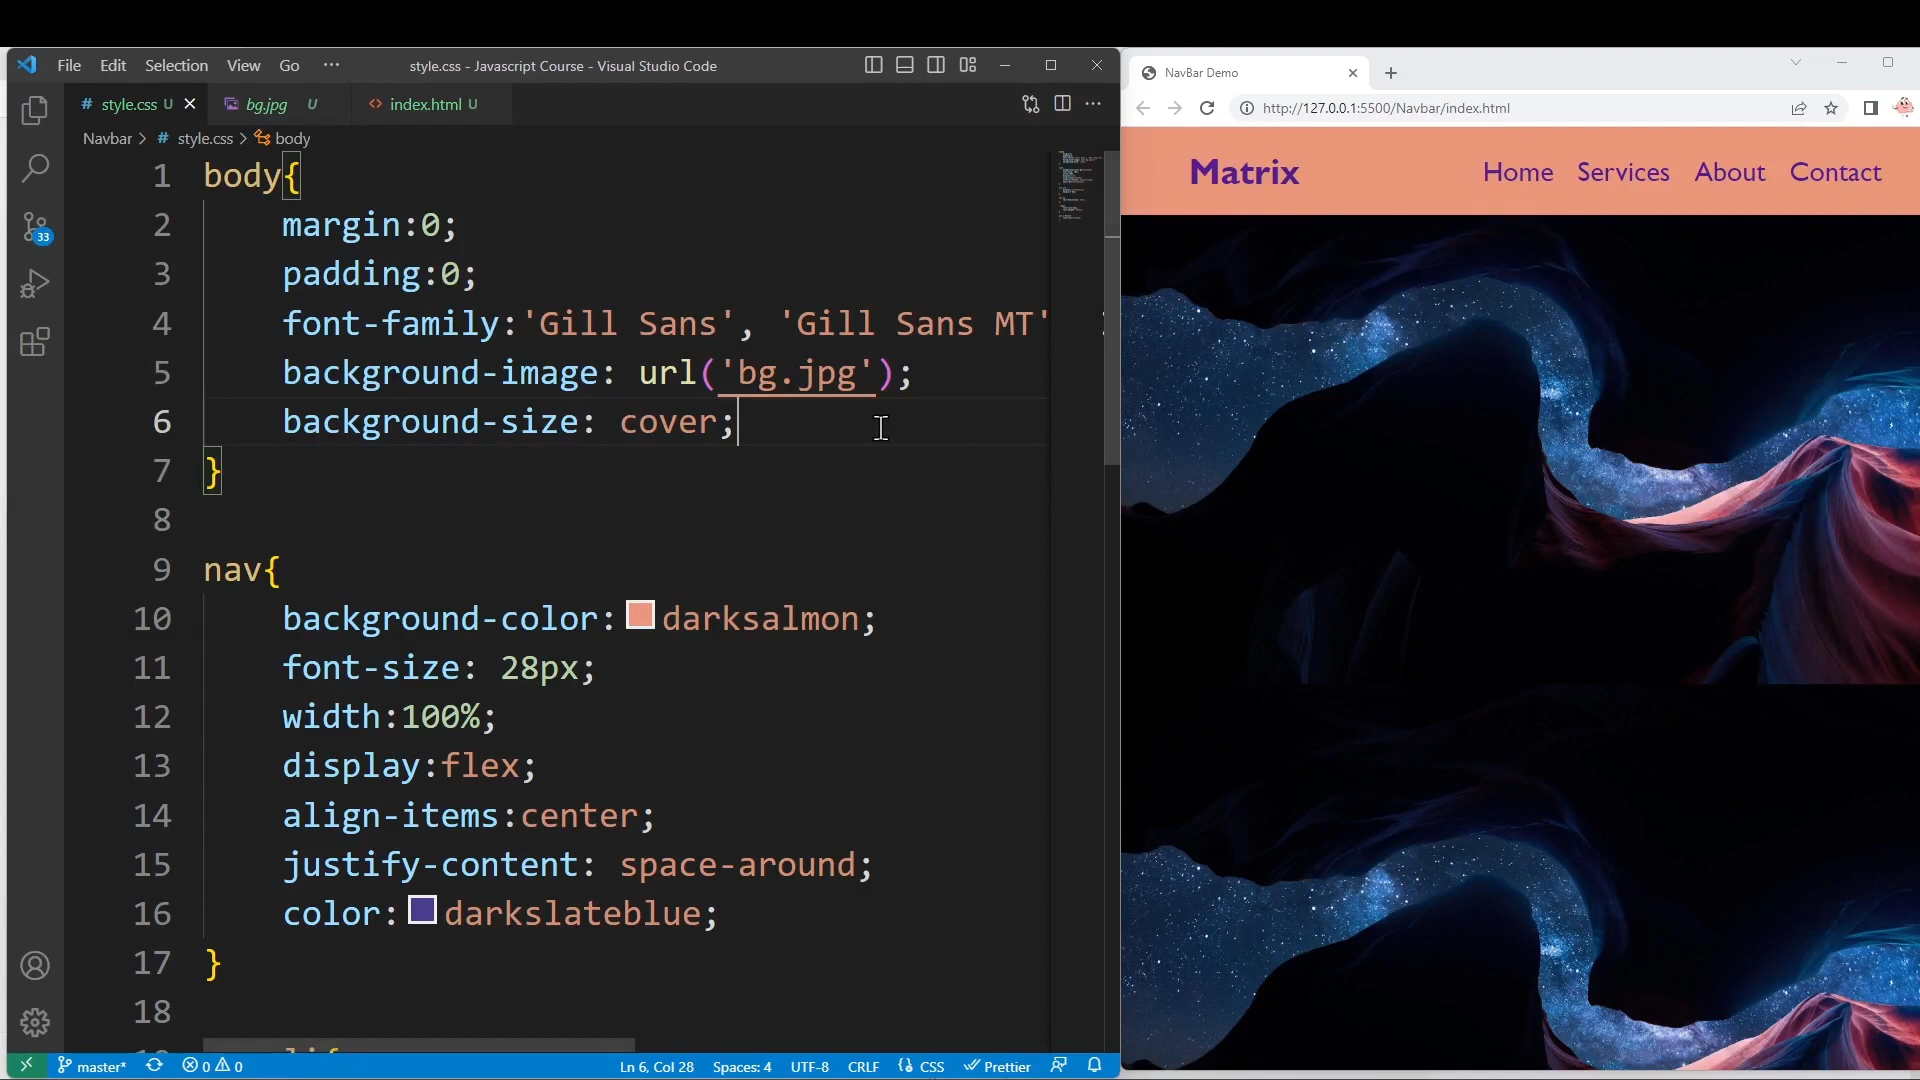 File Edit Selection View Go ··· style.css - Javascript Course - Visual Studio Code
# style.css U bg.jpg U <> index.html U
Navbar > # style.css > body
1 body{
2 margin:0;
3 padding:0;
4 font-family:'Gill Sans', 'Gill Sans MT'
5 background-image: url('bg.jpg');
6 background-size: cover;
7 }
8
9 nav{
10 background-color: darksalmon;
11 font-size: 28px;
12 width:100%;
13 display:flex;
14 align-items:center;
15 justify-content: space-around;
16 color: darkslateblue;
17 }
18
33
master* 0 0 Ln 6, Col 28 Spaces: 4 UTF-8 CRLF {} CSS Prettier
NavBar Demo
http://127.0.0.1:5500/Navbar/index.html
Matrix Home Services About Contact